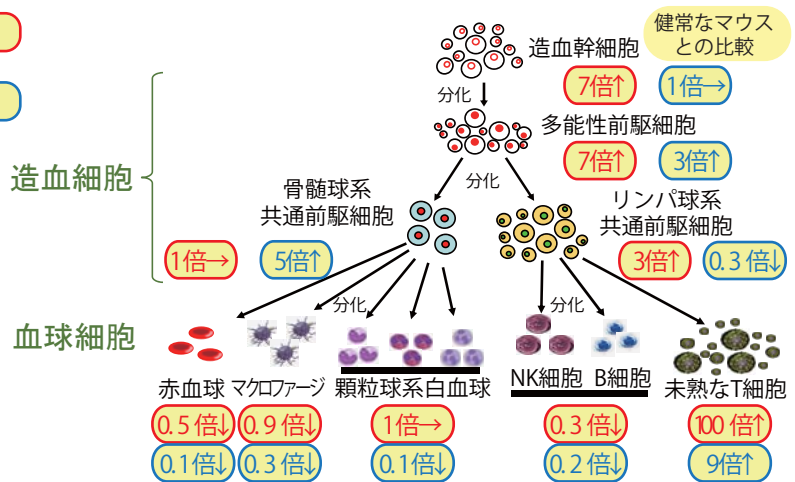 健常なマウス
との比較
造血幹細胞
7倍↑
1倍→
分化
多能性前駆細胞
7倍↑
3倍↑
造血細胞
分化
骨髄球系
共通前駆細胞
リンパ球系
共通前駆細胞
1倍→
5倍↑
3倍↑
0.3倍↓
分化
分化
血球細胞
赤血球
マクロファージ
顆粒球系白血球
NK細胞
B細胞
未熟なT細胞
0.5倍↓
0.9倍↓
1倍→
0.3倍↓
100倍↑
0.1倍↓
0.3倍↓
0.1倍↓
0.2倍↓
9倍↑